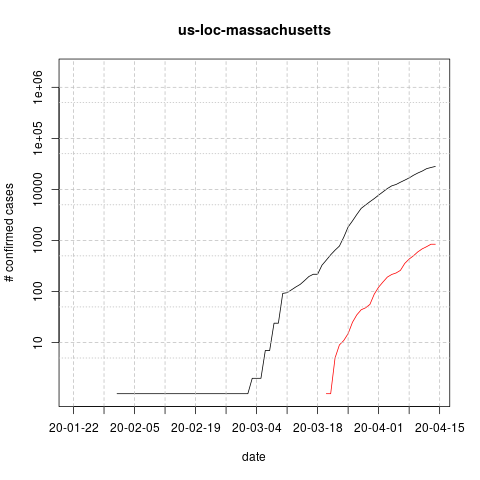 us-loc-massachusetts
# confirmed cases
1e+06
1e+05
10000
1000
100
10
20-01-22 20-02-05 20-02-19 20-03-04 20-03-18 20-04-01 20-04-15
date